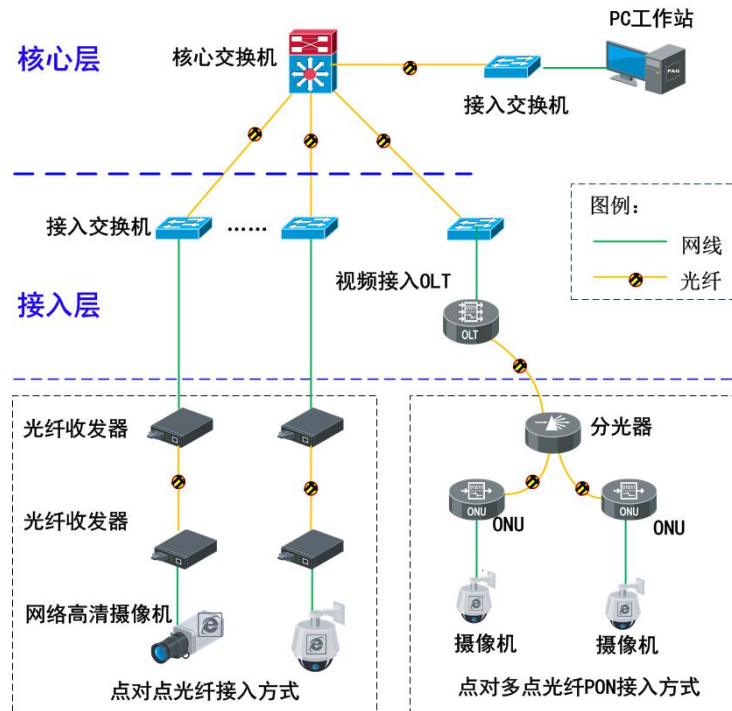 PC工作站
核心层
核心交换机
接入交换机
接入交换机
……
图例：
网线
光纤
视频接入OLT
接入层
OLT
光纤收发器
分光器
光纤收发器
ONU
ONU
ONU
ONU
网络高清摄像机
摄像机
摄像机
点对点光纤接入方式
点对多点光纤PON接入方式